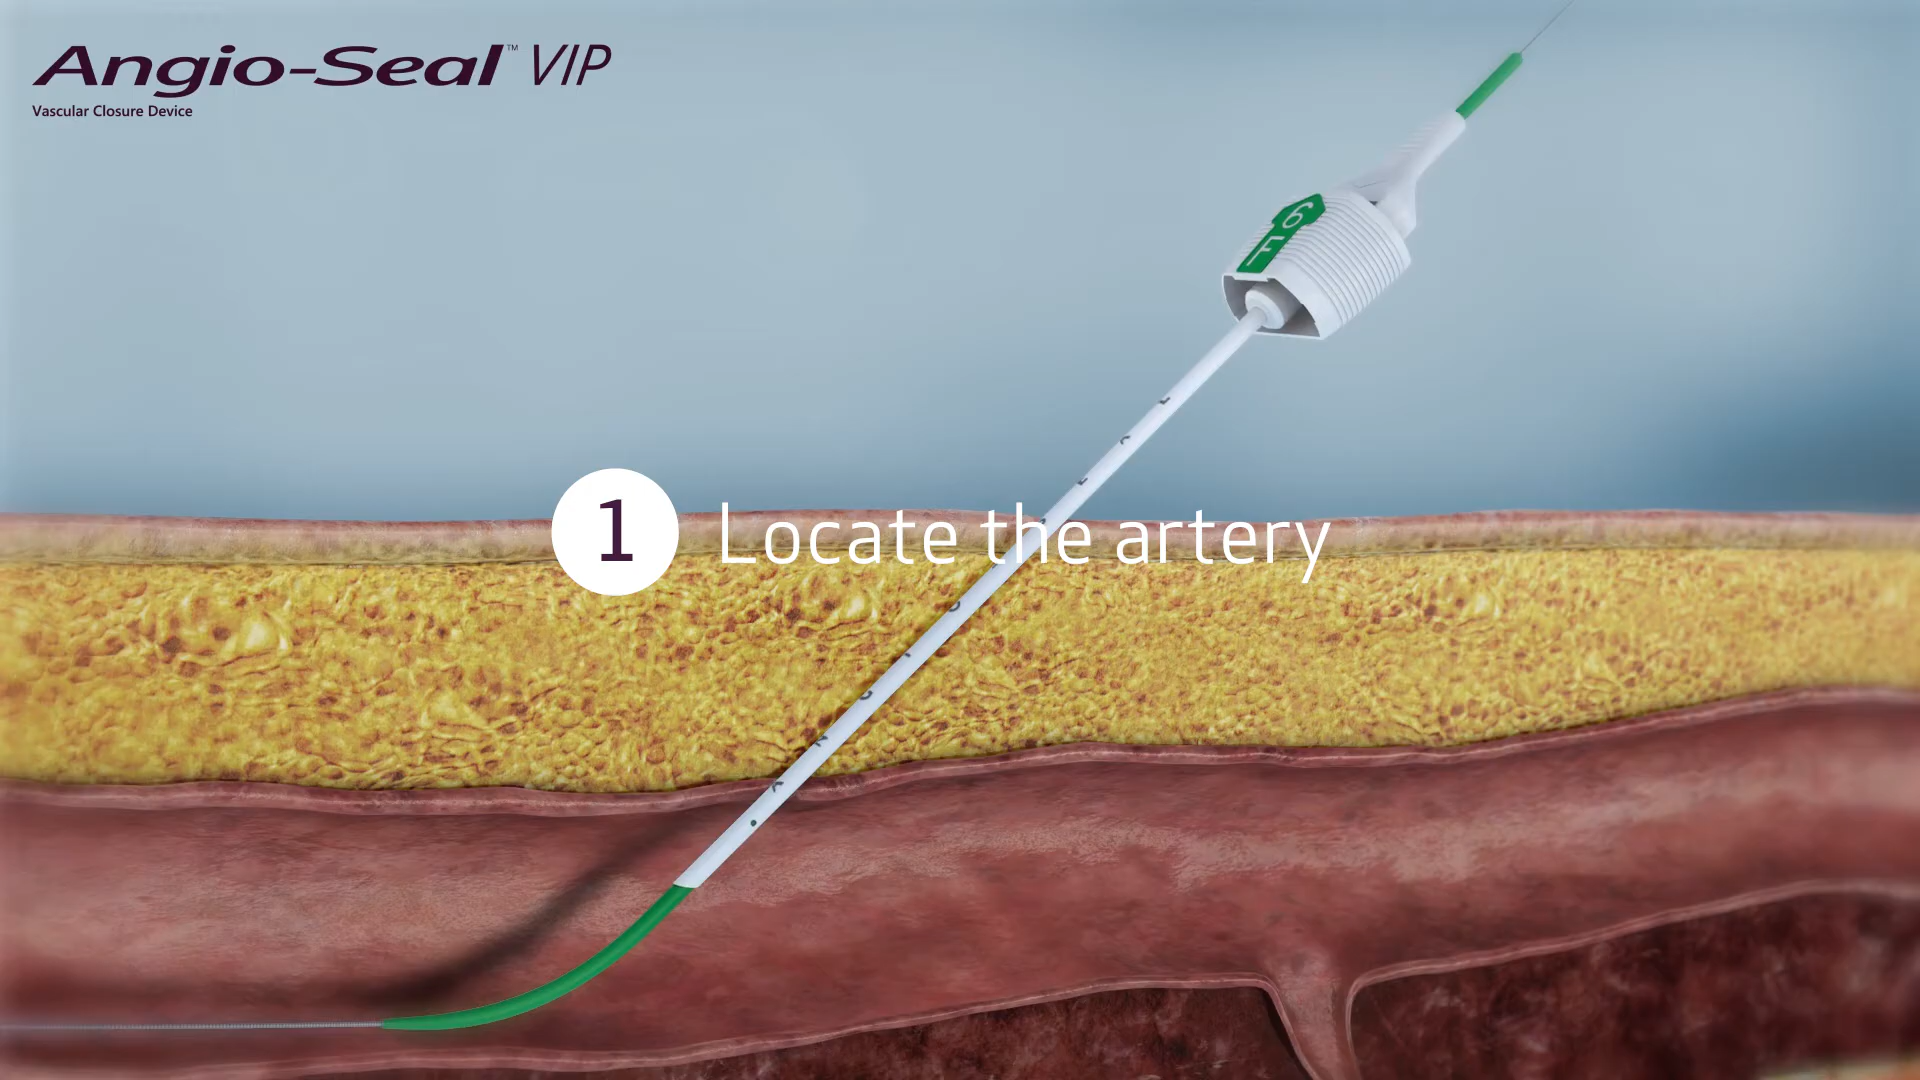 Angio-Seal™ VIP
Vascular Closure Device
6F
1 Locate the artery